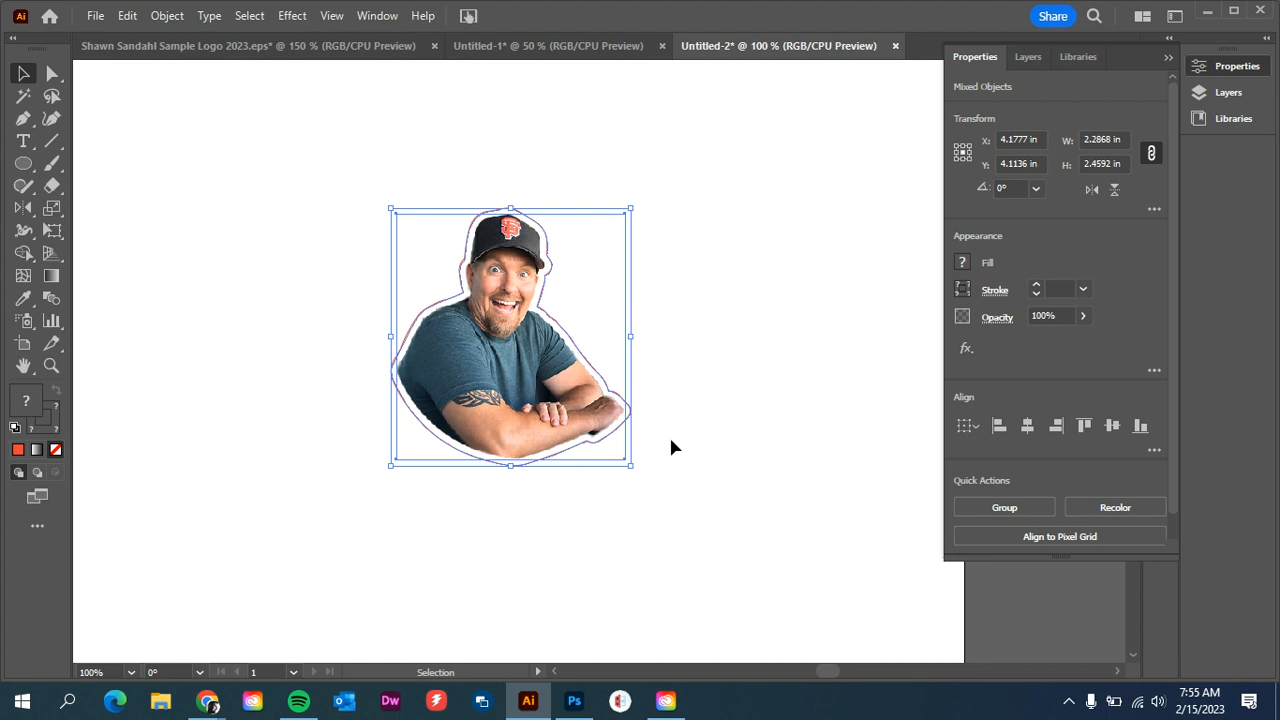 Ai File Edit Object Type Select Effect View Window Help Share
Shawn Sandahl Sample Logo 2023.eps* @ 150 % (RGB/CPU Preview) × Untitled-1* @ 50 % (RGB/CPU Preview) × Untitled-2* @ 100 % (RGB/CPU Preview) ×
Properties Layers Libraries
Properties
Layers
Libraries
Mixed Objects
Transform
X: 4.1777 in W: 2.2868 in
Y: 4.1136 in H: 2.4592 in
0°
Appearance
? Fill
Stroke
Opacity 100%
fx.
Align
Quick Actions
Group Recolor
Align to Pixel Grid
SF
T
?
?
? ?
100% 0° 1 Selection
Dw Ai Ps
7:55 AM
2/15/2023